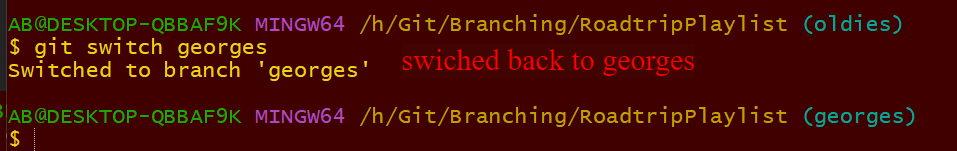 AB@DESKTOP-QBBAF9K MINGW64 /h/Git/Branching/RoadtripPlaylist (oldies)
$ git switch georges
Switched to branch 'georges' swiched back to georges
AB@DESKTOP-QBBAF9K MINGW64 /h/Git/Branching/RoadtripPlaylist (georges)
$